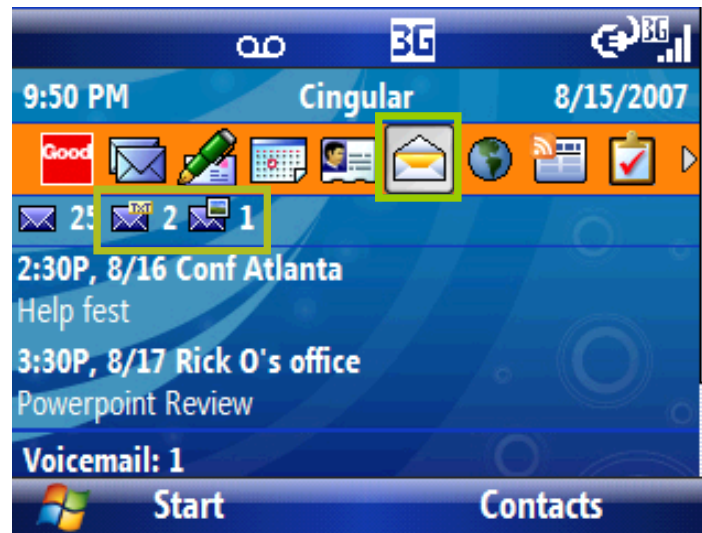 3G 3G
9:50 PM Cingular 8/15/2007
Good
25 TXT 2 1
2:30P, 8/16 Conf Atlanta
Help fest
3:30P, 8/17 Rick O's office
Powerpoint Review
Voicemail: 1
Start Contacts